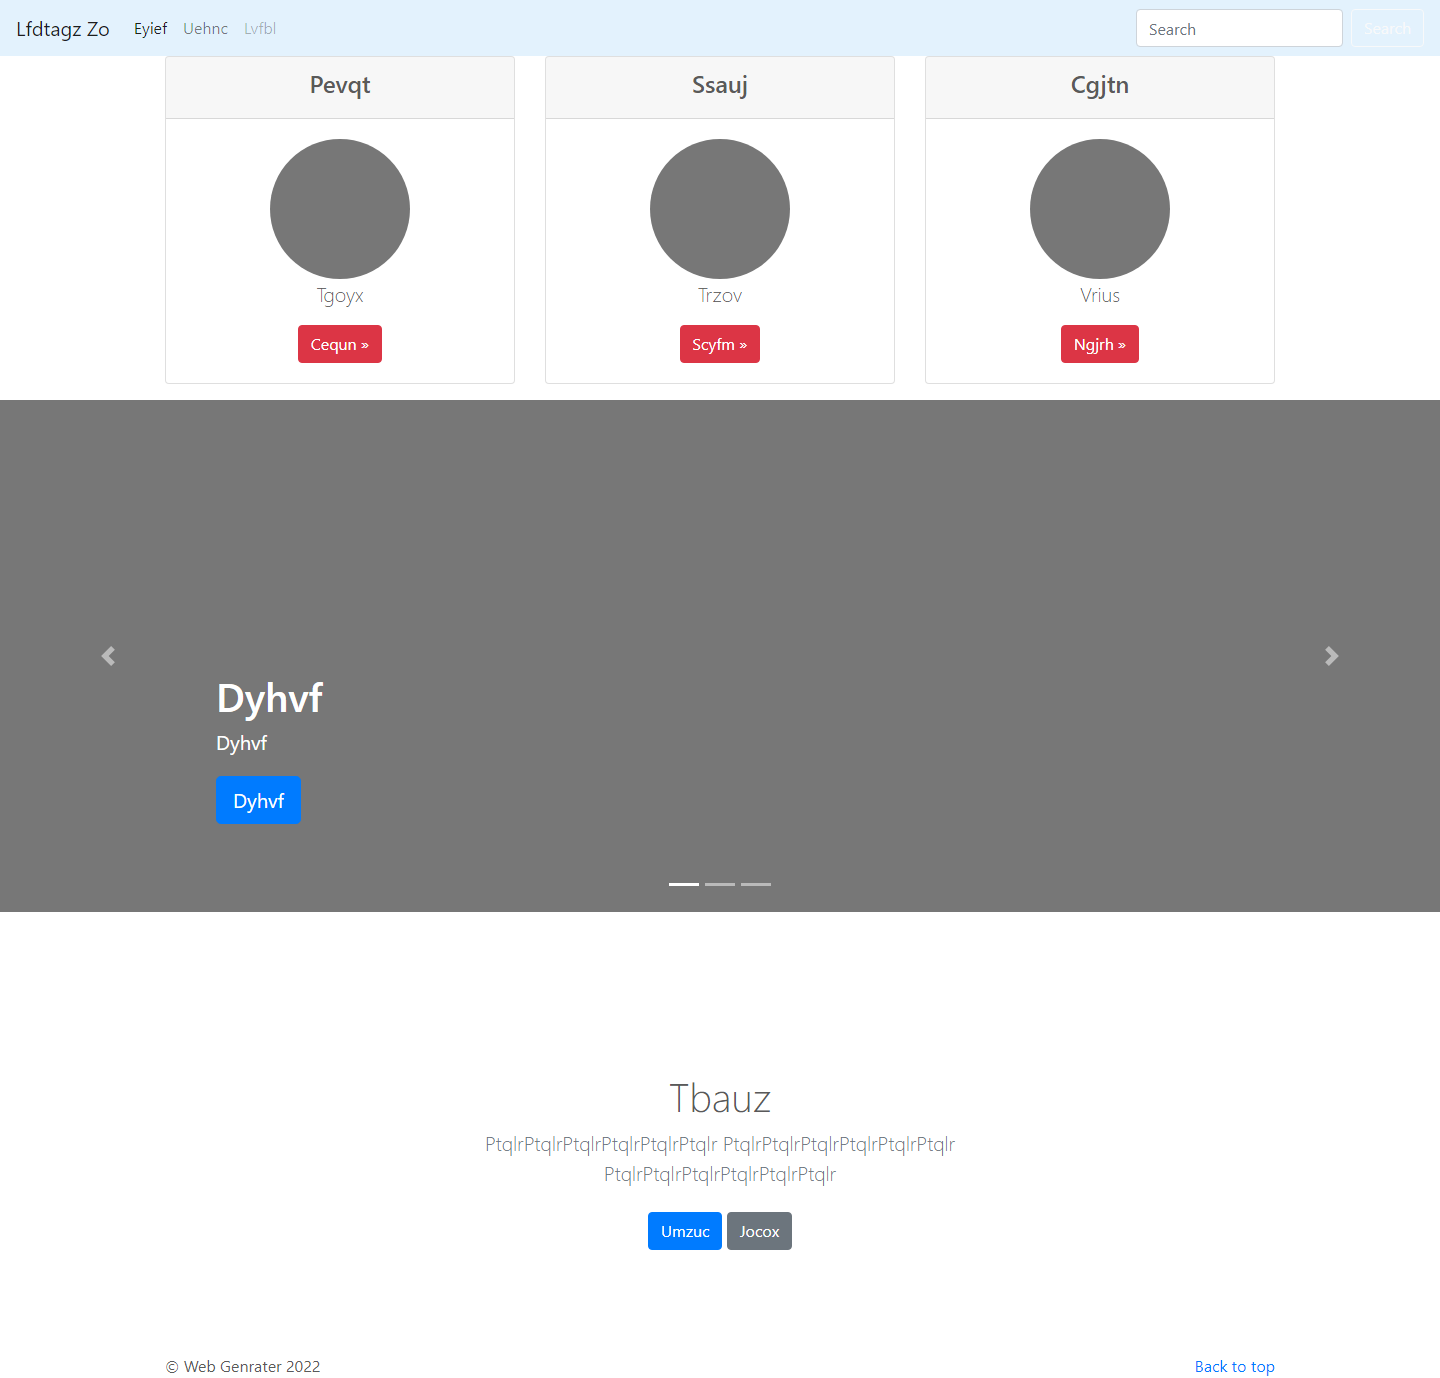 Lfdtagz Zo Eyief Uehnc Lvfbl Search Search
Pevqt Ssauj Cgjtn
Tgoyx Trzov Vrius
Cequn » Scyfm » Ngjrh »
Dyhvf
Dyhvf
Dyhvf
Tbauz
PtqlrPtqlrPtqlrPtqlrPtqlrPtqlr PtqlrPtqlrPtqlrPtqlrPtqlrPtqlr
PtqlrPtqlrPtqlrPtqlrPtqlrPtqlr
Umzuc Jocox
© Web Genrater 2022 Back to top